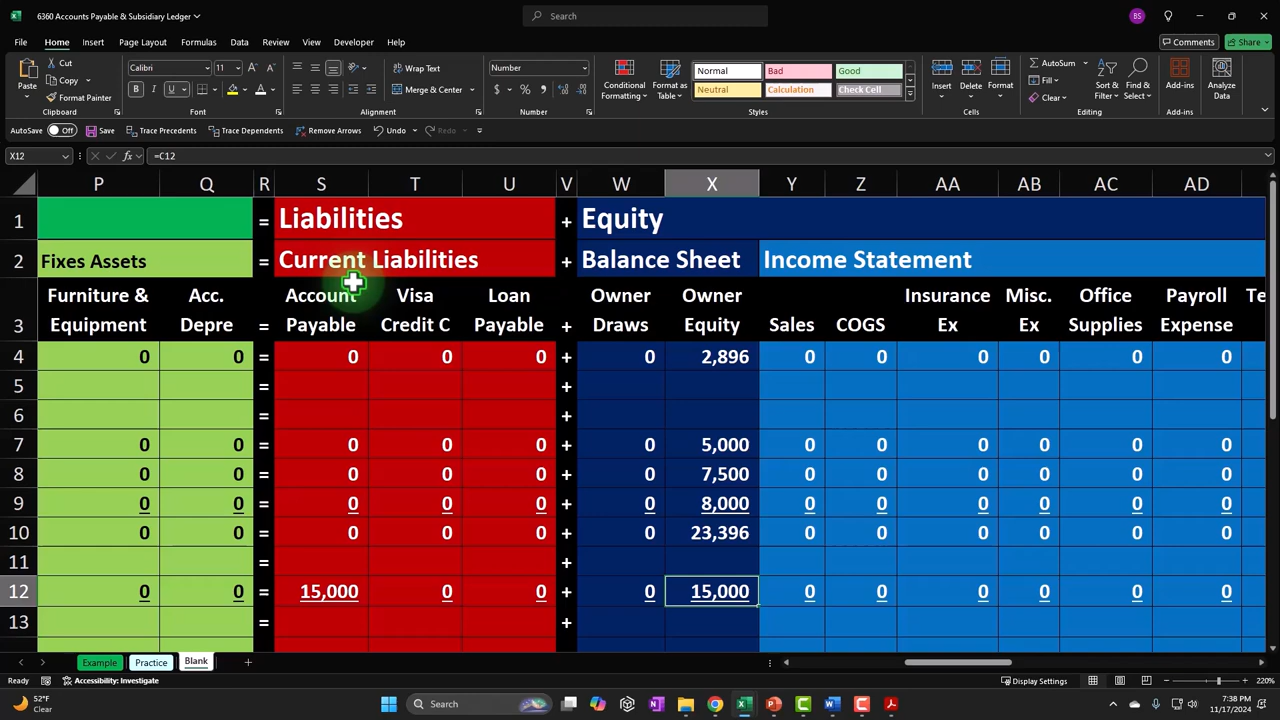 6360 Accounts Payable & Subsidiary Ledger
Search
BS
File Home Insert Page Layout Formulas Data Review View Developer Help
Comments Share
Paste
Cut
Copy
Format Painter
Calibri 11
B I U
Wrap Text
Merge & Center
Number
$ % 9
Conditional Formatting
Format as Table
Normal Bad Good
Neutral Calculation Check Cell
Insert Delete Format
AutoSum
Fill
Clear
Sort & Filter
Find & Select
Add-ins
Analyze Data
Clipboard Font Alignment Number Styles Cells Editing Add-ins
AutoSave Off Save Trace Precedents Trace Dependents Remove Arrows Undo Redo
X12 fx =C12
P Q R S T U V W X Y Z AA AB AC AD
1 = Liabilities + Equity
2 Fixes Assets = Current Liabilities + Balance Sheet Income Statement
Furniture & Acc. Account Visa Loan Owner Owner Insurance Misc. Office Payroll Te
3 Equipment Depre = Payable Credit C Payable + Draws Equity Sales COGS Ex Ex Supplies Expense
4 0 0 = 0 0 0 + 0 2,896 0 0 0 0 0 0
5 = +
6 = +
7 0 0 = 0 0 0 + 0 5,000 0 0 0 0 0 0
8 0 0 = 0 0 0 + 0 7,500 0 0 0 0 0 0
9 0 0 = 0 0 0 + 0 8,000 0 0 0 0 0 0
10 0 0 = 0 0 0 + 0 23,396 0 0 0 0 0 0
11 = +
12 0 0 = 15,000 0 0 + 0 15,000 0 0 0 0 0 0
13 = +
Example Practice Blank +
Ready Accessibility: Investigate Display Settings 220%
52°F
Clear
Search
7:38 PM
11/17/2024